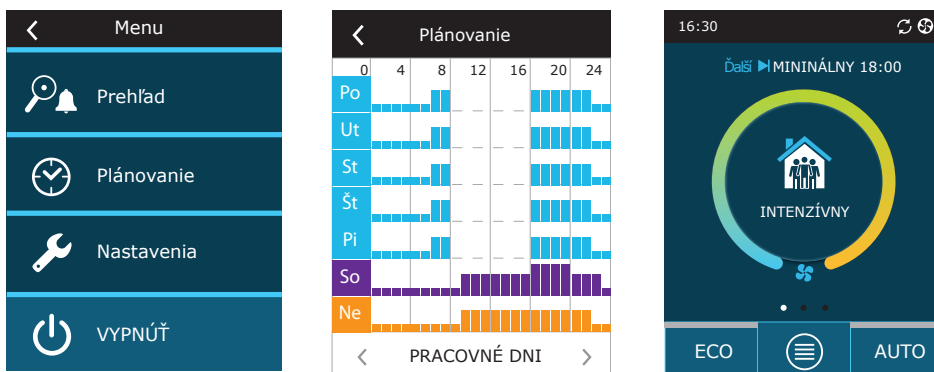 Menu
Prehľad
Plánovanie
Nastavenia
VYPNÚŤ
Plánovanie
0 4 8 12 16 20 24
Po
Ut
St
Št
Pi
So
Ne
PRACOVNÉ DNI
16:30
Ďalší MININÁLNY 18:00
INTENZÍVNY
ECO
AUTO